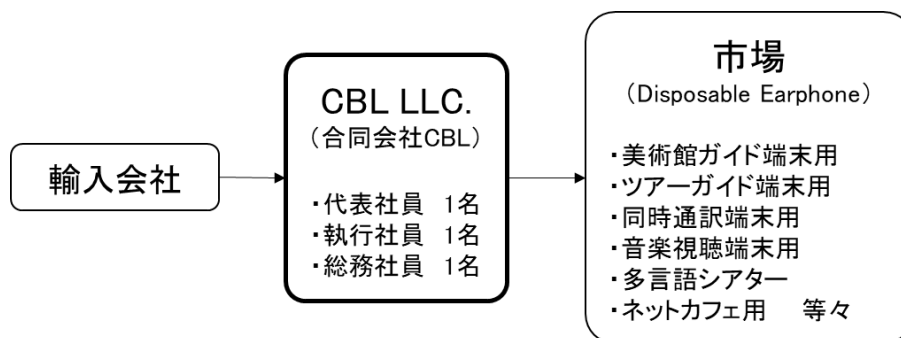 輸入会社
CBL LLC.
（合同会社CBL）
・代表社員　1名
・執行社員　1名
・総務社員　1名
市場
（Disposable Earphone）
・美術館ガイド端末用
・ツアーガイド端末用
・同時通訳端末用
・音楽視聴端末用
・多言語シアター
・ネットカフェ用　等々